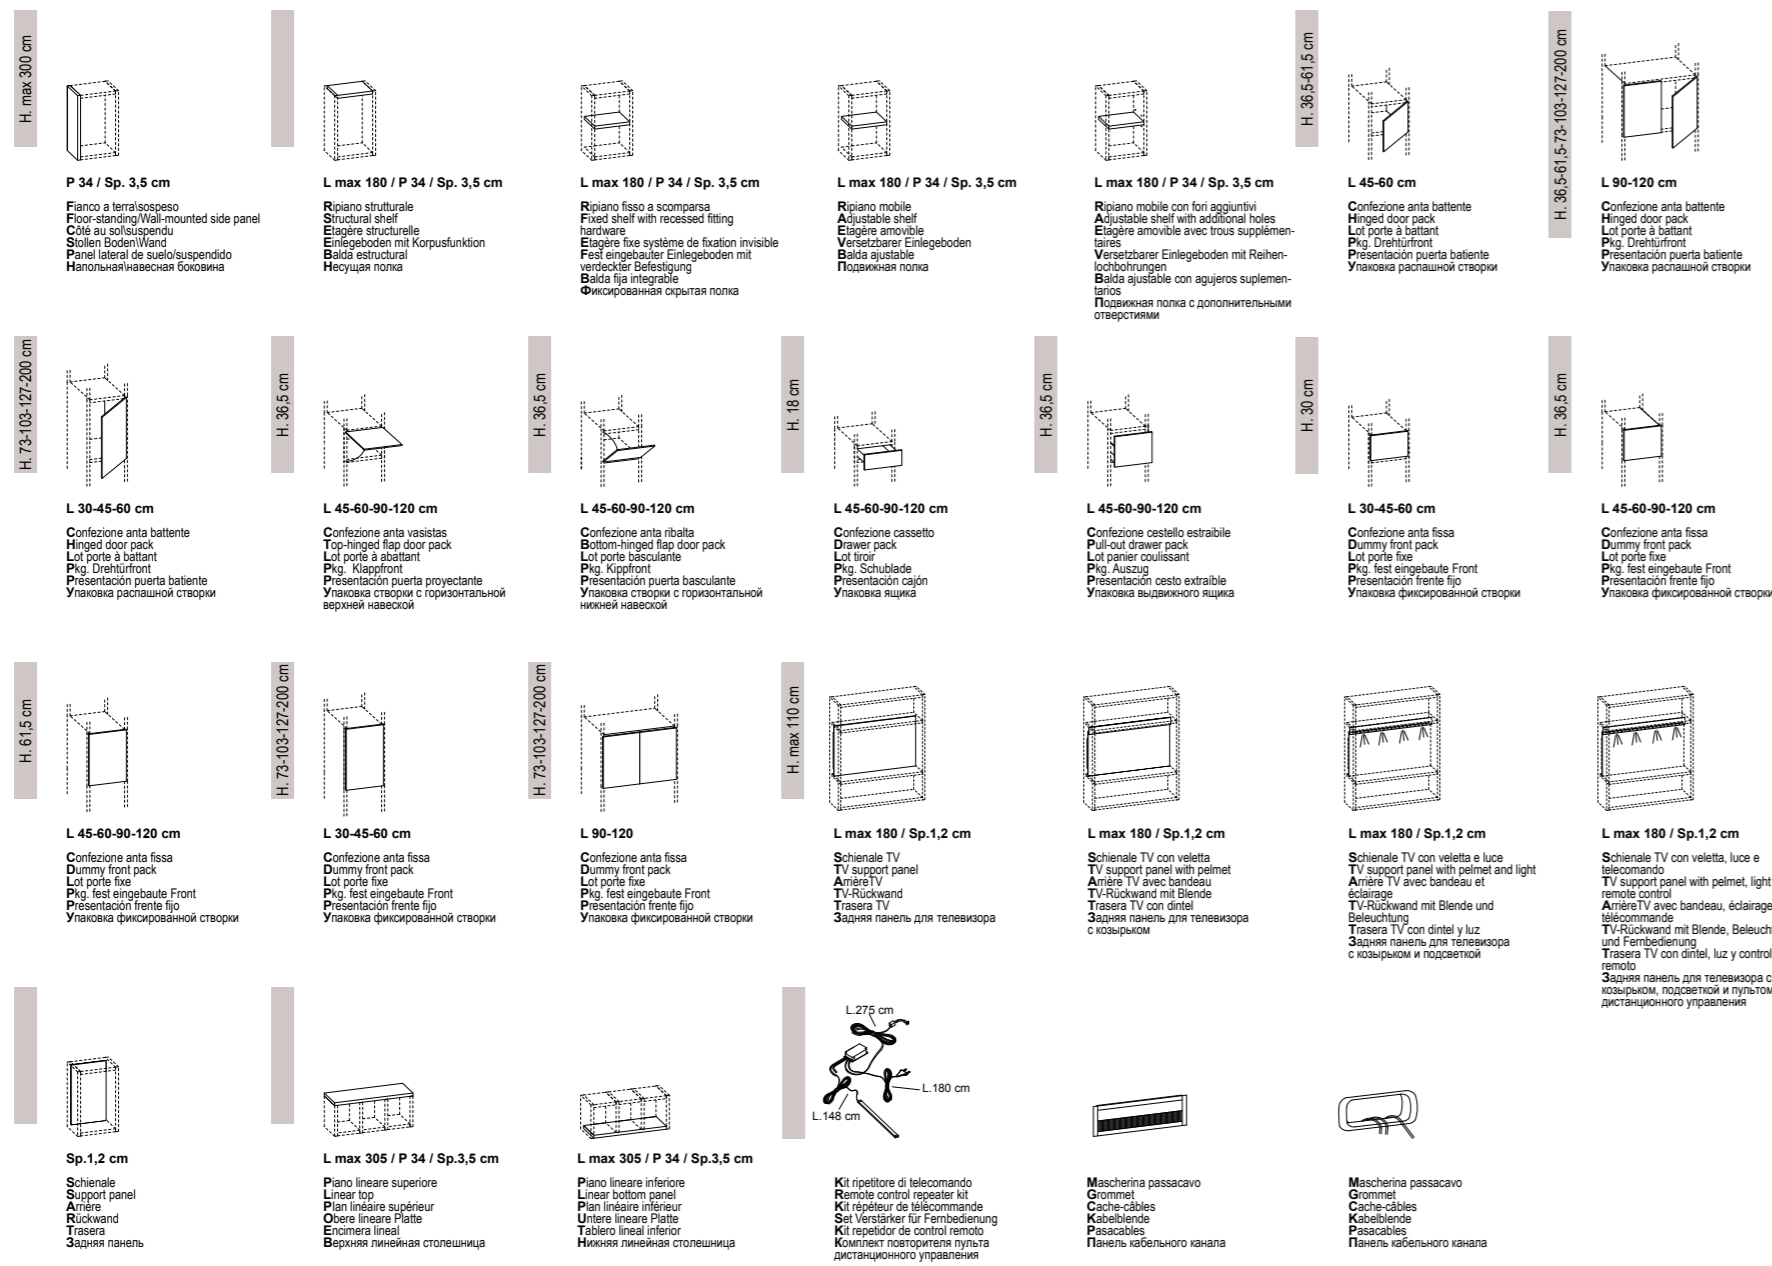 H. max 300 cm
P 34 / Sp. 3,5 cm
Fianco a terra\sospeso
Floor-standing/Wall-mounted side panel
Côté au sol\suspendu
Stollen Boden\Wand
Panel lateral de suelo/suspendido
Напольная\навесная боковина
L max 180 / P 34 / Sp. 3,5 cm
Ripiano strutturale
Structural shelf
Etagère structurelle
Einlegeboden mit Korpusfunktion
Balda estructural
Несущая полка
L max 180 / P 34 / Sp. 3,5 cm
Ripiano fisso a scomparsa
Fixed shelf with recessed fitting
hardware
Etagère fixe système de fixation invisible
Fest eingebauter Einlegeboden mit
verdeckter Befestigung
Balda fija integrable
Фиксированная скрытая полка
L max 180 / P 34 / Sp. 3,5 cm
Ripiano mobile
Adjustable shelf
Etagère amovible
Versetzbarer Einlegeboden
Balda ajustable
Подвижная полка
L max 180 / P 34 / Sp. 3,5 cm
Ripiano mobile con fori aggiuntivi
Adjustable shelf with additional holes
Etagère amovible avec trous supplémen-
taires
Versetzbarer Einlegeboden mit Reihen-
lochbohrungen
Balda ajustable con agujeros suplemen-
tarios
Подвижная полка с дополнительными
отверстиями
H. 36,5-61,5 cm
L 45-60 cm
Confezione anta battente
Hinged door pack
Lot porte à battant
Pkg. Drehtürfront
Presentación puerta batiente
Упаковка распашной створки
H. 36,5-61,5-73-103-127-200 cm
L 90-120 cm
Confezione anta battente
Hinged door pack
Lot porte à battant
Pkg. Drehtürfront
Presentación puerta batiente
Упаковка распашной створки
H. 73-103-127-200 cm
L 30-45-60 cm
Confezione anta battente
Hinged door pack
Lot porte à battant
Pkg. Drehtürfront
Presentación puerta batiente
Упаковка распашной створки
H. 36,5 cm
L 45-60-90-120 cm
Confezione anta vasistas
Top-hinged flap door pack
Lot porte à abattant
Pkg. Klappfront
Presentación puerta proyectante
Упаковка створки с горизонтальной
верхней навеской
H. 36,5 cm
L 45-60-90-120 cm
Confezione anta ribalta
Bottom-hinged flap door pack
Lot porte basculante
Pkg. Kippfront
Presentación puerta basculante
Упаковка створки с горизонтальной
нижней навеской
H. 18 cm
L 45-60-90-120 cm
Confezione cassetto
Drawer pack
Lot tiroir
Pkg. Schublade
Presentación cajón
Упаковка ящика
H. 36,5 cm
L 45-60-90-120 cm
Confezione cestello estraibile
Pull-out drawer pack
Lot panier coulissant
Pkg. Auszug
Presentación cesto extraíble
Упаковка выдвижного ящика
H. 30 cm
L 30-45-60 cm
Confezione anta fissa
Dummy front pack
Lot porte fixe
Pkg. fest eingebaute Front
Presentación frente fijo
Упаковка фиксированной створки
H. 36,5 cm
L 45-60-90-120 cm
Confezione anta fissa
Dummy front pack
Lot porte fixe
Pkg. fest eingebaute Front
Presentación frente fijo
Упаковка фиксированной створки
H. 61,5 cm
L 45-60-90-120 cm
Confezione anta fissa
Dummy front pack
Lot porte fixe
Pkg. fest eingebaute Front
Presentación frente fijo
Упаковка фиксированной створки
H. 73-103-127-200 cm
L 30-45-60 cm
Confezione anta fissa
Dummy front pack
Lot porte fixe
Pkg. fest eingebaute Front
Presentación frente fijo
Упаковка фиксированной створки
H. 73-103-127-200 cm
L 90-120
Confezione anta fissa
Dummy front pack
Lot porte fixe
Pkg. fest eingebaute Front
Presentación frente fijo
Упаковка фиксированной створки
H. max 110 cm
L max 180 / Sp.1,2 cm
Schienale TV
TV support panel
ArrièreTV
TV-Rückwand
Trasera TV
Задняя панель для телевизора
L max 180 / Sp.1,2 cm
Schienale TV con veletta
TV support panel with pelmet
Arrière TV avec bandeau
TV-Rückwand mit Blende
Trasera TV con dintel
Задняя панель для телевизора
с козырьком
L max 180 / Sp.1,2 cm
Schienale TV con veletta e luce
TV support panel with pelmet and light
Arrière TV avec bandeau et
éclairage
TV-Rückwand mit Blende und
Beleuchtung
Trasera TV con dintel y luz
Задняя панель для телевизора
с козырьком и подсветкой
L max 180 / Sp.1,2 cm
Schienale TV con veletta, luce e
telecomando
TV support panel with pelmet, light
remote control
ArrièreTV avec bandeau, éclairage
télécommande
TV-Rückwand mit Blende, Beleucht
und Fernbedienung
Trasera TV con dintel, luz y control
remoto
Задняя панель для телевизора с
козырьком, подсветкой и пультом
дистанционного управления
Sp.1,2 cm
Schienale
Support panel
Arrière
Rückwand
Trasera
Задняя панель
L max 305 / P 34 / Sp.3,5 cm
Piano lineare superiore
Linear top
Plan linéaire supérieur
Obere lineare Platte
Encimera lineal
Верхняя линейная столешница
L max 305 / P 34 / Sp.3,5 cm
Piano lineare inferiore
Linear bottom panel
Plan linéaire inférieur
Untere lineare Platte
Tablero lineal inferior
Нижняя линейная столешница
L.275 cm
L.180 cm
L.148 cm
Kit ripetitore di telecomando
Remote control repeater kit
Kit répéteur de télécommande
Set Verstärker für Fernbedienung
Kit repetidor de control remoto
Комплект повторителя пульта
дистанционного управления
Mascherina passacavo
Grommet
Cache-câbles
Kabelblende
Pasacables
Панель кабельного канала
Mascherina passacavo
Grommet
Cache-câbles
Kabelblende
Pasacables
Панель кабельного канала